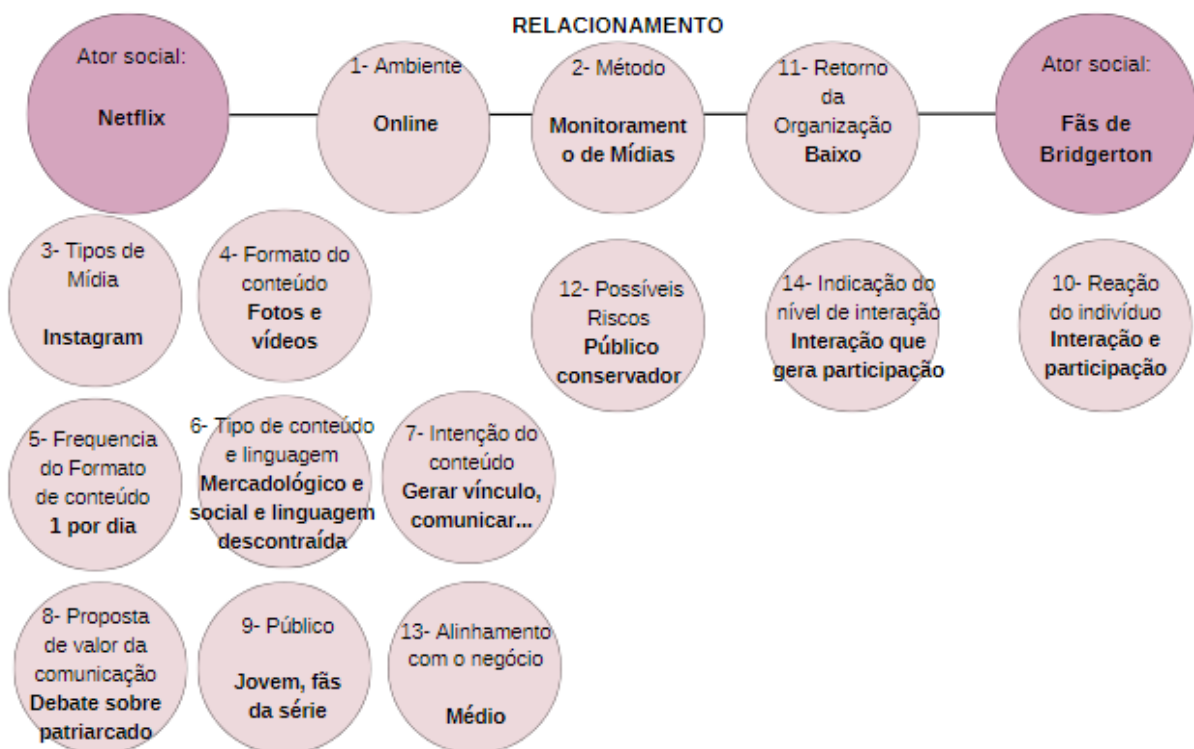 RELACIONAMENTO
Ator social:
Netflix
1- Ambiente
Online
2- Método
Monitorament
o de Mídias
11- Retorno
da
Organização
Baixo
Ator social:
Fãs de
Bridgerton
3- Tipos de
Mídia
Instagram
4- Formato do
conteúdo
Fotos e
vídeos
12- Possíveis
Riscos
Público
conservador
14- Indicação do
nível de interação
Interação que
gera participação
10- Reação
do indivíduo
Interação e
participação
5- Frequencia
do Formato
de conteúdo
1 por dia
6- Tipo de conteúdo
e linguagem
Mercadológico e
social e linguagem
descontraída
7- Intenção do
conteúdo
Gerar vínculo,
comunicar...
8- Proposta
de valor da
comunicação
Debate sobre
patriarcado
9- Público
Jovem, fãs
da série
13- Alinhamento
com o negócio
Médio